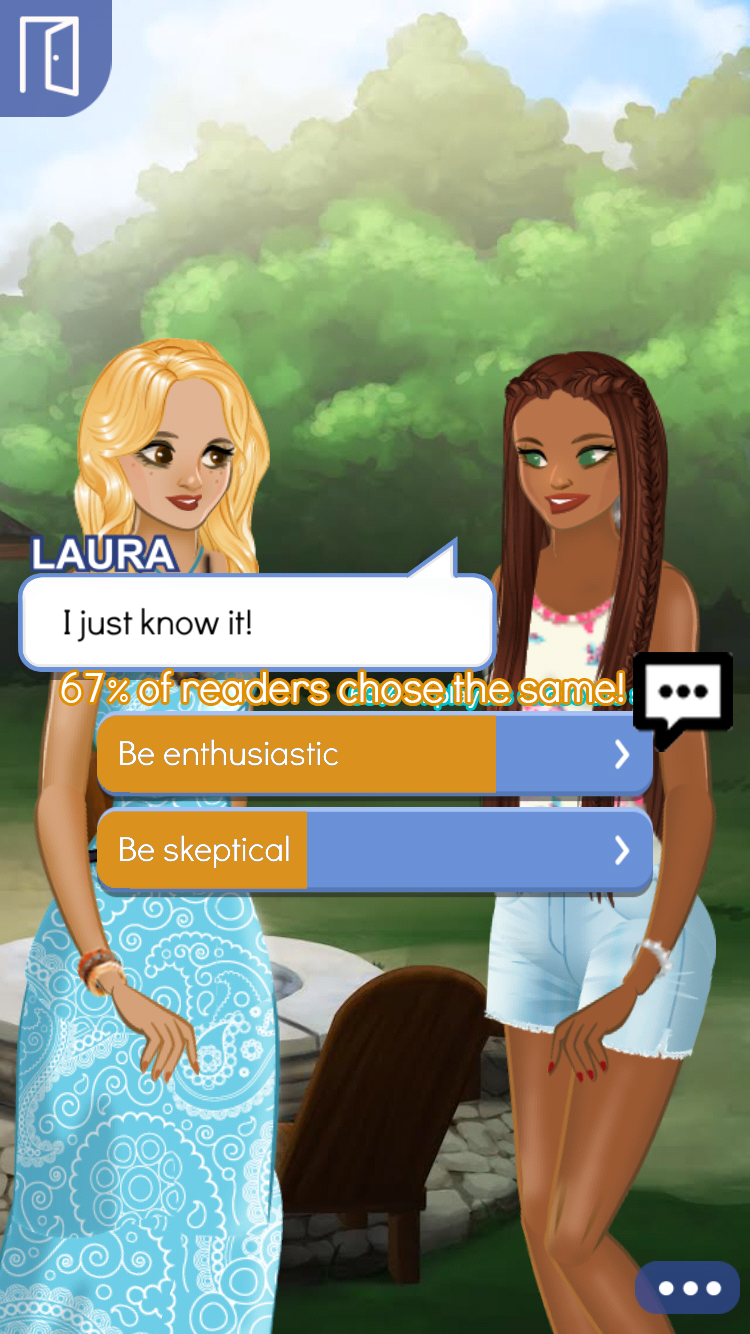 LAURA
I just know it!
67% of readers chose the same!
Be enthusiastic
Be skeptical